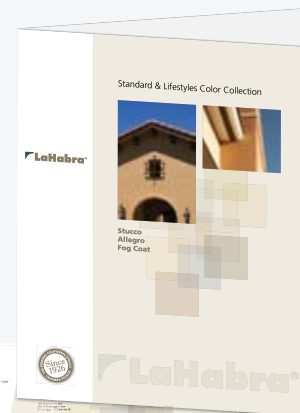 Standard & Lifestyles Color Collection
LaHabra®
Stucco
Allegro
Fog Coat
Since
1926
LaHabra®